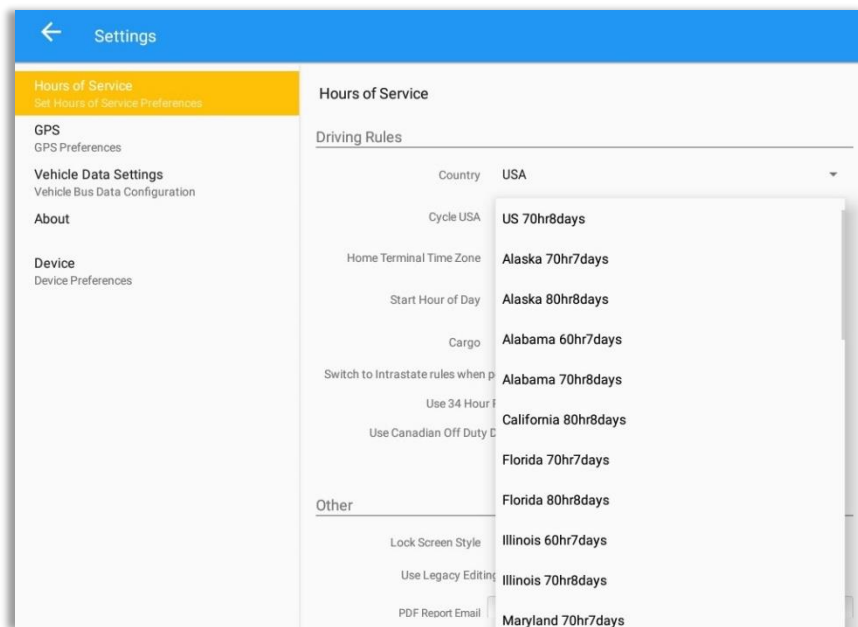 Settings
Hours of Service
Set Hours of Service Preferences
GPS
GPS Preferences
Vehicle Data Settings
Vehicle Bus Data Configuration
About
Device
Device Preferences
Hours of Service
Driving Rules
Country USA
Cycle USA
Home Terminal Time Zone
Start Hour of Day
Cargo
Switch to Intrastate rules when
Use 34 Hour
Use Canadian Off Duty
US 70hr8days
Alaska 70hr7days
Alaska 80hr8days
Alabama 60hr7days
Alabama 70hr8days
California 80hr8days
Florida 70hr7days
Florida 80hr8days
Illinois 60hr7days
Illinois 70hr8days
Maryland 70hr7days
Other
Lock Screen Style
Use Legacy Editing
PDF Report Email